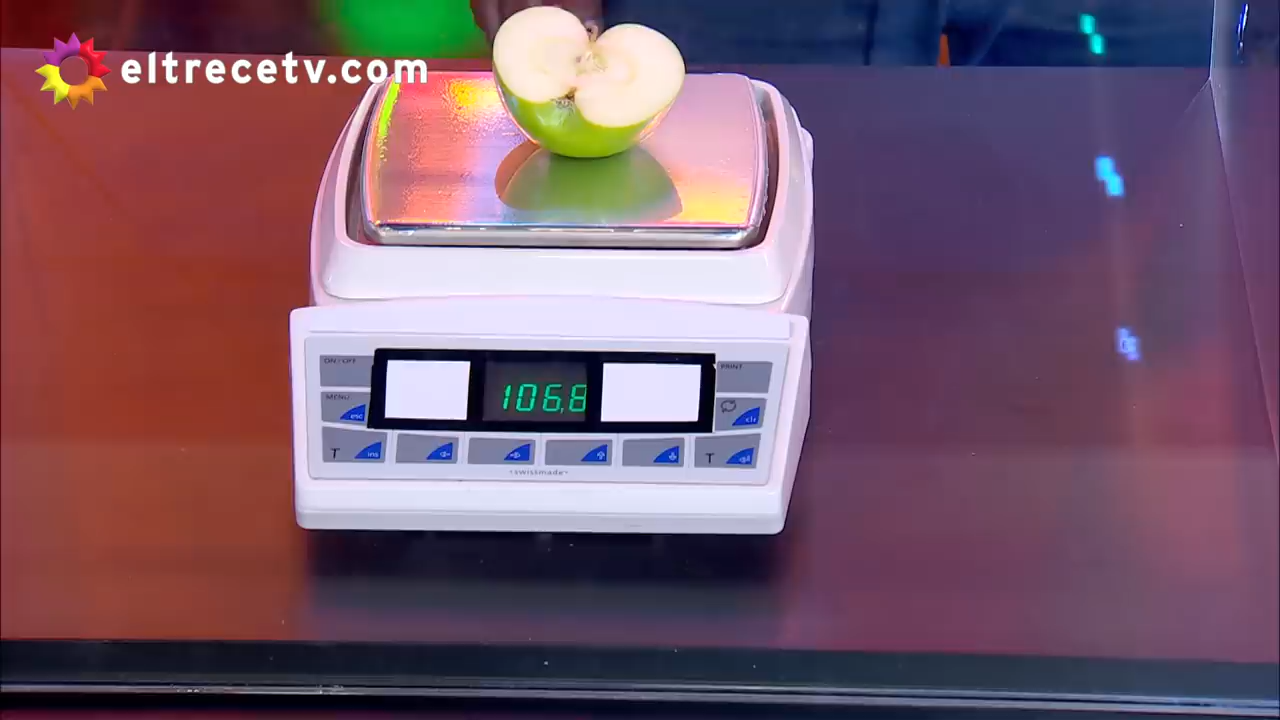 eltrecetv.com
ON / OFF
PRINT
106,8
MENU
esc
clr
T
ins
T
swissmade